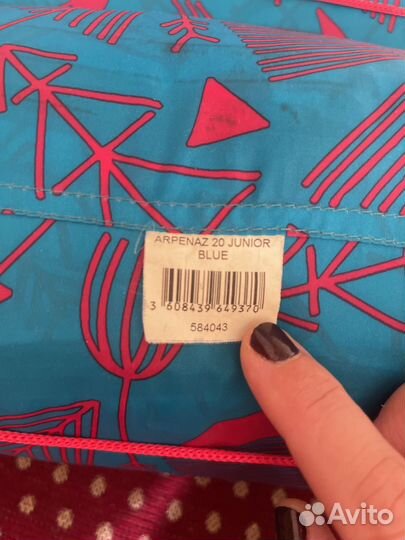 ARPENAZ 20 JUNIOR
BLUE
3 608439 649370
584043
Avito